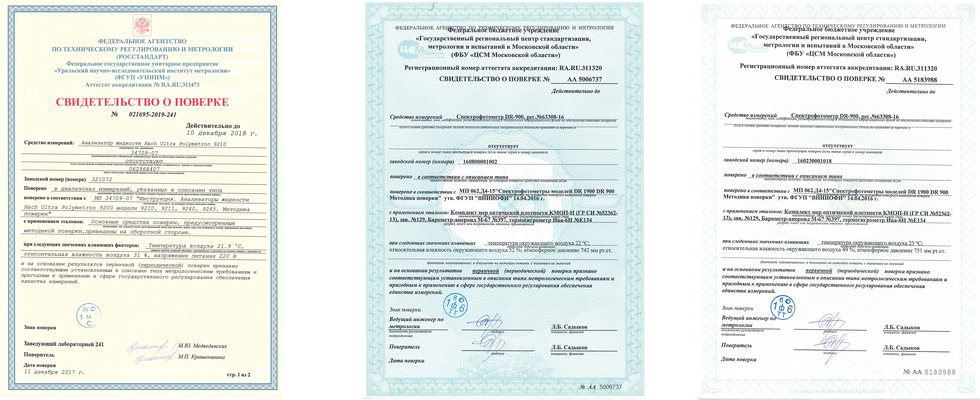 ФЕДЕРАЛЬНОЕ АГЕНТСТВО
ПО ТЕХНИЧЕСКОМУ РЕГУЛИРОВАНИЮ И МЕТРОЛОГИИ
(РОССТАНДАРТ)
Федеральное государственное унитарное предприятие
«Уральский научно-исследовательский институт метрологии»
(ФГУП «УНИИМ»)
Аттестат аккредитации № RA.RU.311473
СВИДЕТЕЛЬСТВО О ПОВЕРКЕ
№ 021695-2019-241
Действительно до
10 декабря 2018 г.
Средство измерений: Анализатор жидкости Hach Ultra Polymetron 9210
34709-07
отсутствуют
062368407
Заводской номер (номера) 321072
Поверено в диапазонах измерений, указанных в описании типа
Поверено в соответствии с МП 34709-07 "Инструкция. Анализаторы жидкости
Hach Ultra Polymetron 9200 модели 9210, 9211, 9240, 9245. Методика
поверки"
с применением эталонов: Основные средства поверки, предусмотренные
методикой поверки, приведены на оборотной стороне.
при следующих значениях влияющих факторов: Температура воздуха 21.9 °C,
относительная влажность воздуха 31 %, напряжение питания 220 В
и на основании результатов первичной (периодической) поверки признано
соответствующим установленным в описании типа метрологическим требованиям и
пригодным к применению в сфере государственного регулирования обеспечения
единства измерений.
Знак поверки
Заведующий лабораторией 241
М.Ю. Медведевских
Поверитель
М.П. Крашенинина
Дата поверки
11 декабря 2017 г.
стр. 1 из 2
ФЕДЕРАЛЬНОЕ АГЕНТСТВО ПО ТЕХНИЧЕСКОМУ РЕГУЛИРОВАНИЮ И МЕТРОЛОГИИ
Федеральное бюджетное учреждение
«Государственный региональный центр стандартизации,
метрологии и испытаний в Московской области»
(ФБУ «ЦСМ Московской области»)
Регистрационный номер аттестата аккредитации: RA.RU.311320
СВИДЕТЕЛЬСТВО О ПОВЕРКЕ № АА 5006737
Действительно до
Средство измерений Спектрофотометр DR-900, рег.№63308-16
отсутствует
заводской номер (номера) 160800001002
поверено в соответствии с описанием типа
поверено в соответствии с МП 062.Д4-15"Спектрофотометры моделей DR 1900 DR 900
Методика поверки" утв. ФГУП "ВНИИОФИ" 14.04.2016 г.
с применением эталонов: Комплект мер оптической плотности КМОП-Н (ГР СИ №52362-
13), зав. №129, Барометр-анероид М-67 №397, термогигрометр Ива-6Н №6E134
при следующих значениях температура окружающего воздуха 22 °C;
относительная влажность окружающего воздуха 51 %; атмосферное давление 742 мм рт.ст.
и на основании результатов первичной (периодической) поверки признано
соответствующим установленным в описании типа метрологическим требованиям и
пригодным к применению в сфере государственного регулирования обеспечения
единства измерений.
Знак поверки
Ведущий инженер по
метрологии
Л.Б. Садыков
Поверитель
Л.Б. Садыков
Дата поверки
№ АА 5006737
ФЕДЕРАЛЬНОЕ АГЕНТСТВО ПО ТЕХНИЧЕСКОМУ РЕГУЛИРОВАНИЮ И МЕТРОЛОГИИ
Федеральное бюджетное учреждение
«Государственный региональный центр стандартизации,
метрологии и испытаний в Московской области»
(ФБУ «ЦСМ Московской области»)
Регистрационный номер аттестата аккредитации: RA.RU.311320
СВИДЕТЕЛЬСТВО О ПОВЕРКЕ № АА 5183988
Действительно до
Средство измерений Спектрофотометр DR-900, рег.№63308-16
отсутствует
заводской номер (номера) 160230001018
поверено в соответствии с описанием типа
поверено в соответствии с МП 062.Д4-15"Спектрофотометры моделей DR 1900 DR 900
Методика поверки" утв. ФГУП "ВНИИОФИ" 14.04.2016 г.
с применением эталонов: Комплект мер оптической плотности КМОП-Н (ГР СИ №52362-
13), зав. №129, Барометр-анероид М-67 №397, термогигрометр Ива-6Н №6E134
при следующих значениях температура окружающего воздуха 23 °C;
относительная влажность окружающего воздуха 49 %; атмосферное давление 751 мм рт.ст.
и на основании результатов первичной (периодической) поверки признано
соответствующим установленным в описании типа метрологическим требованиям и
пригодным к применению в сфере государственного регулирования обеспечения
единства измерений.
Знак поверки
Ведущий инженер по
метрологии
Л.Б. Садыков
Поверитель
Л.Б. Садыков
Дата поверки
№ АА 5183988